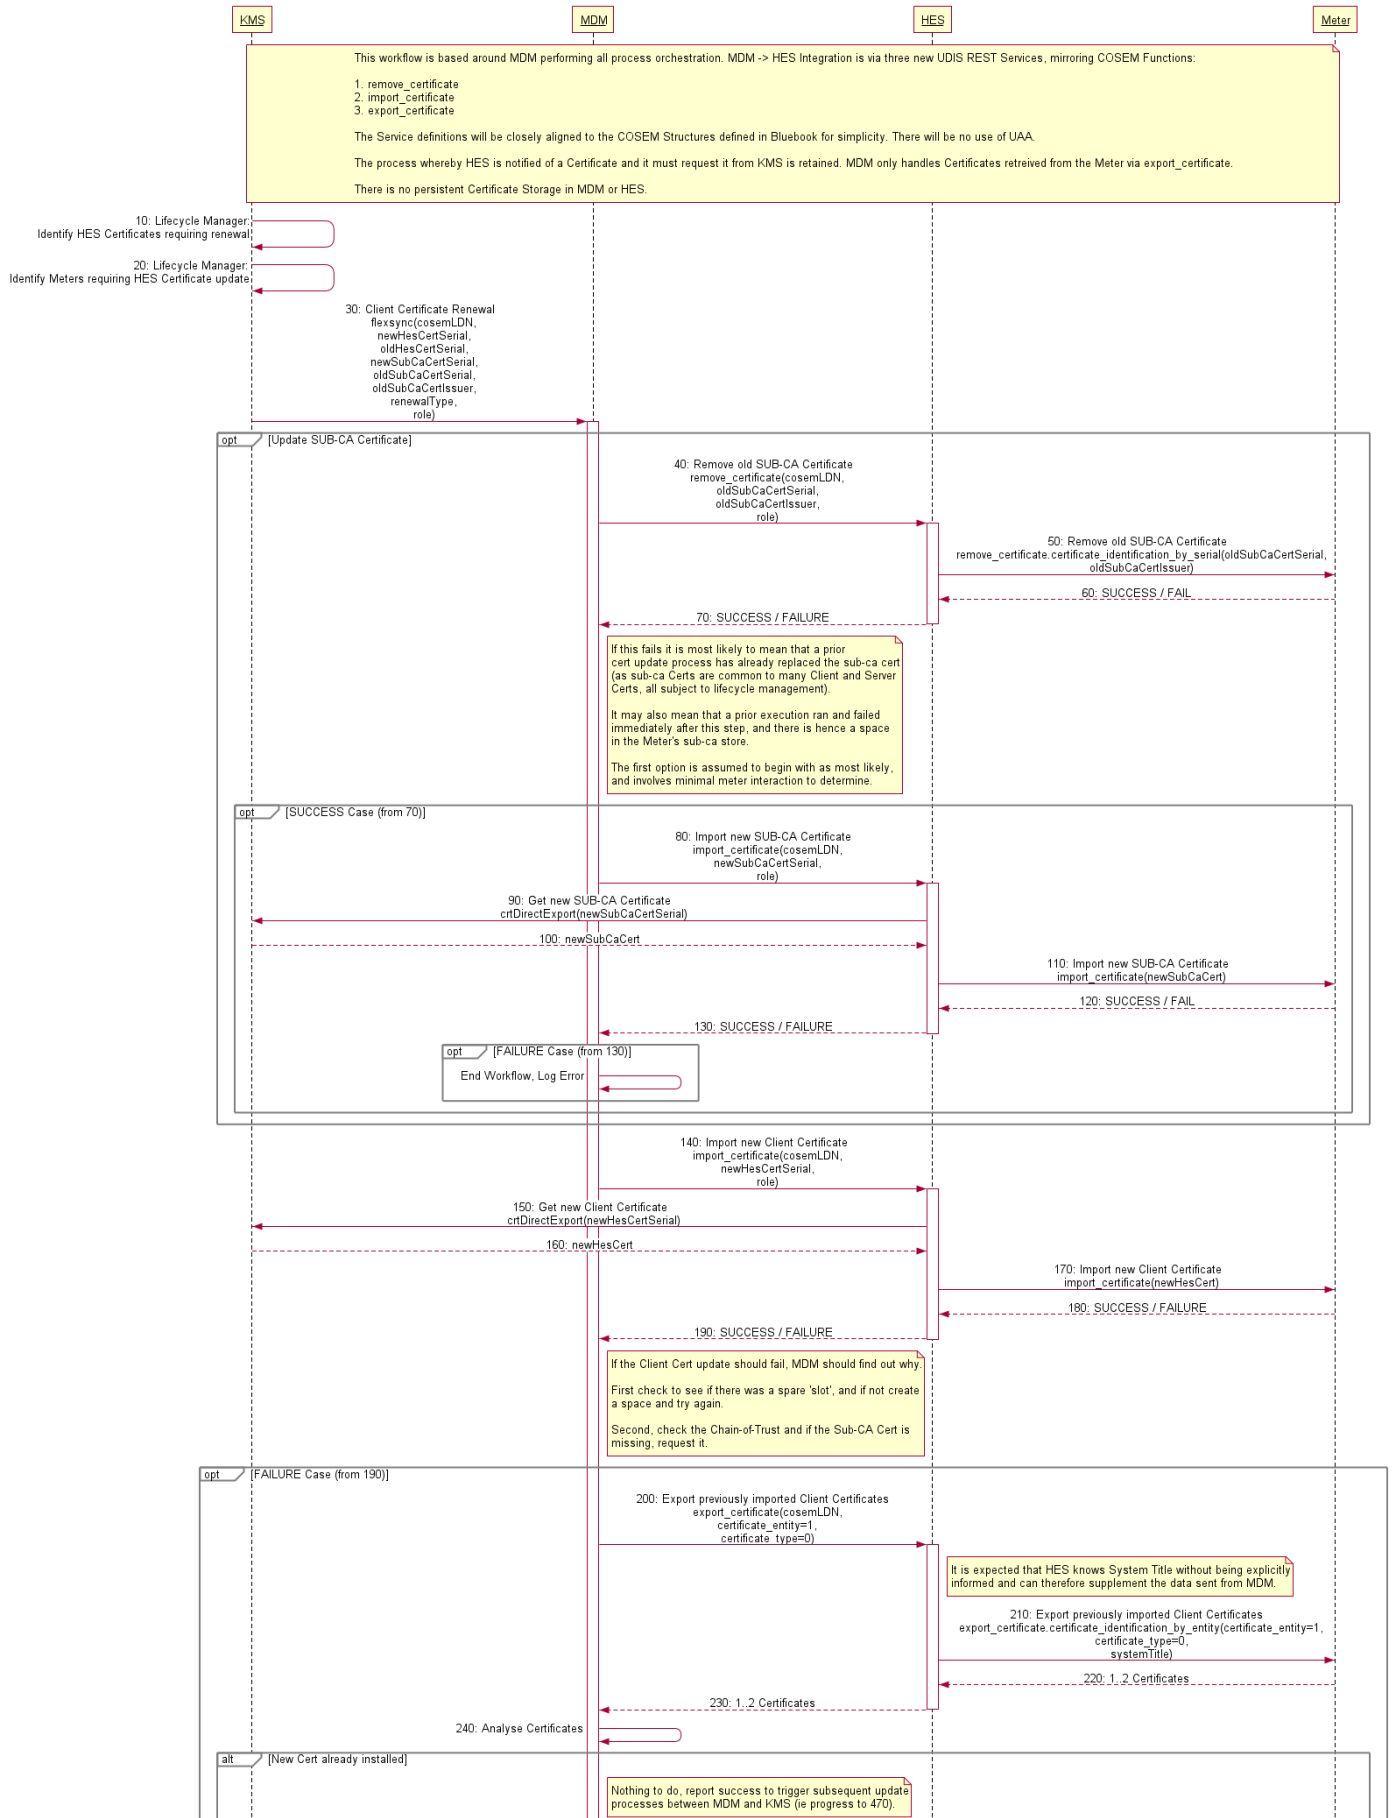 KMS
MDM
HES
Meter
This workflow is based around MDM performing all process orchestration. MDM -> HES Integration is via three new UDIS REST Services, mirroring COSEM Functions:
1. remove_certificate
2. import_certificate
3. export_certificate
The Service definitions will be closely aligned to the COSEM Structures defined in Bluebook for simplicity. There will be no use of UAA.
The process whereby HES is notified of a Certificate and it must request it from KMS is retained. MDM only handles Certificates retreived from the Meter via export_certificate.
There is no persistent Certificate Storage in MDM or HES.
10: Lifecycle Manager:
Identify HES Certificates requiring renewal
20: Lifecycle Manager:
Identify Meters requiring HES Certificate update
30: Client Certificate Renewal
flexsync(cosemLDN,
newHesCertSerial,
oldHesCertSerial,
newSubCaCertSerial,
oldSubCaCertSerial,
oldSubCaCertIssuer,
renewalType,
role)
opt [Update SUB-CA Certificate]
40: Remove old SUB-CA Certificate
remove_certificate(cosemLDN,
oldSubCaCertSerial,
oldSubCaCertIssuer,
role)
50: Remove old SUB-CA Certificate
remove_certificate.certificate_identification_by_serial(oldSubCaCertSerial,
oldSubCaCertIssuer)
60: SUCCESS / FAIL
70: SUCCESS / FAILURE
If this fails it is most likely to mean that a prior
cert update process has already replaced the sub-ca cert
(as sub-ca Certs are common to many Client and Server
Certs, all subject to lifecycle management).
It may also mean that a prior execution ran and failed
immediately after this step, and there is hence a space
in the Meter's sub-ca store.
The first option is assumed to begin with as most likely,
and involves minimal meter interaction to determine.
opt [SUCCESS Case (from 70)]
80: Import new SUB-CA Certificate
import_certificate(cosemLDN,
newSubCaCertSerial,
role)
90: Get new SUB-CA Certificate
crtDirectExport(newSubCaCertSerial)
100: newSubCaCert
110: Import new SUB-CA Certificate
import_certificate(newSubCaCert)
120: SUCCESS / FAIL
130: SUCCESS / FAILURE
opt [FAILURE Case (from 130)]
End Workflow, Log Error
140: Import new Client Certificate
import_certificate(cosemLDN,
newHesCertSerial,
role)
150: Get new Client Certificate
crtDirectExport(newHesCertSerial)
160: newHesCert
170: Import new Client Certificate
import_certificate(newHesCert)
180: SUCCESS / FAILURE
190: SUCCESS / FAILURE
If the Client Cert update should fail, MDM should find out why.
First check to see if there was a spare 'slot', and if not create
a space and try again.
Second, check the Chain-of-Trust and if the Sub-CA Cert is
missing, request it.
opt [FAILURE Case (from 190)]
200: Export previously imported Client Certificates
export_certificate(cosemLDN,
certificate_entity=1,
certificate_type=0)
It is expected that HES knows System Title without being explicitly
informed and can therefore supplement the data sent from MDM.
210: Export previously imported Client Certificates
export_certificate.certificate_identification_by_entity(certificate_entity=1,
certificate_type=0,
systemTitle)
220: 1..2 Certificates
230: 1..2 Certificates
240: Analyse Certificates
alt [New Cert already installed]
Nothing to do, report success to trigger subsequent update
processes between MDM and KMS (ie progress to 470).